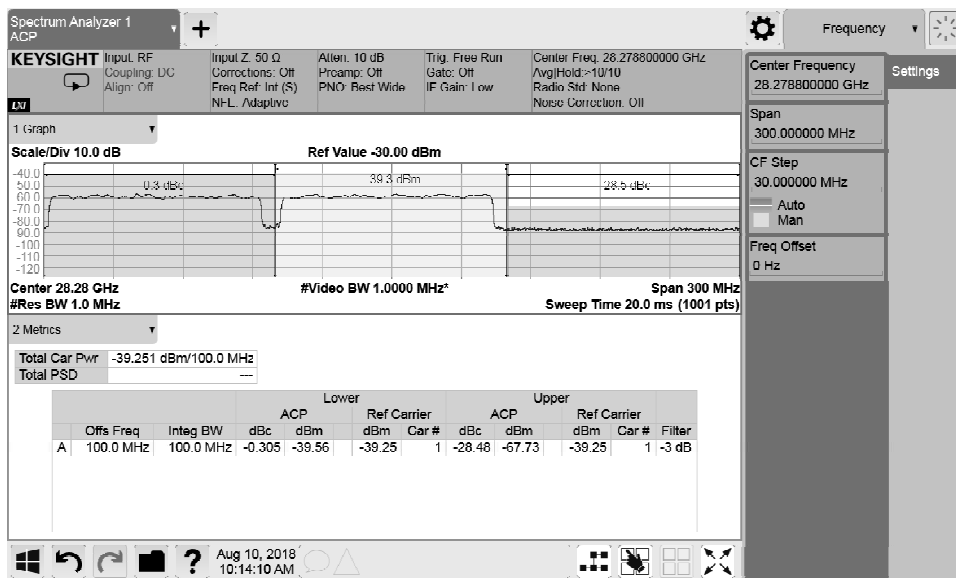 Spectrum Analyzer 1
ACP
+
Frequency
KEYSIGHT
LXI
Input: RF
Coupling: DC
Align: Off
Input Z: 50 Ω
Corrections: Off
Freq Ref: Int (S)
NFE: Adaptive
Atten: 10 dB
Preamp: Off
PNO: Best Wide
Trig: Free Run
Gate: Off
IF Gain: Low
Center Freq: 28.278800000 GHz
Avg|Hold:>10/10
Radio Std: None
Noise Correction: Off
Center Frequency
28.278800000 GHz
Settings
Span
300.000000 MHz
CF Step
30.000000 MHz
Auto
Man
Freq Offset
0 Hz
1 Graph
Scale/Div 10.0 dB
Ref Value -30.00 dBm
-40.0
50.0
60.0
-70.0
-80.0
90.0
-100
-110
-120
0.3 dBc
39.3 dBm
28.5 dBc
Center 28.28 GHz
#Video BW 1.0000 MHz*
Span 300 MHz
#Res BW 1.0 MHz
Sweep Time 20.0 ms (1001 pts)
2 Metrics
Total Car Pwr -39.251 dBm/100.0 MHz
Total PSD ---
Lower Upper
ACP Ref Carrier ACP Ref Carrier
Offs Freq Integ BW dBc dBm dBm Car # dBc dBm dBm Car # Filter
A 100.0 MHz 100.0 MHz -0.305 -39.56 -39.25 1 -28.48 -67.73 -39.25 1 -3 dB
?
Aug 10, 2018
10:14:10 AM